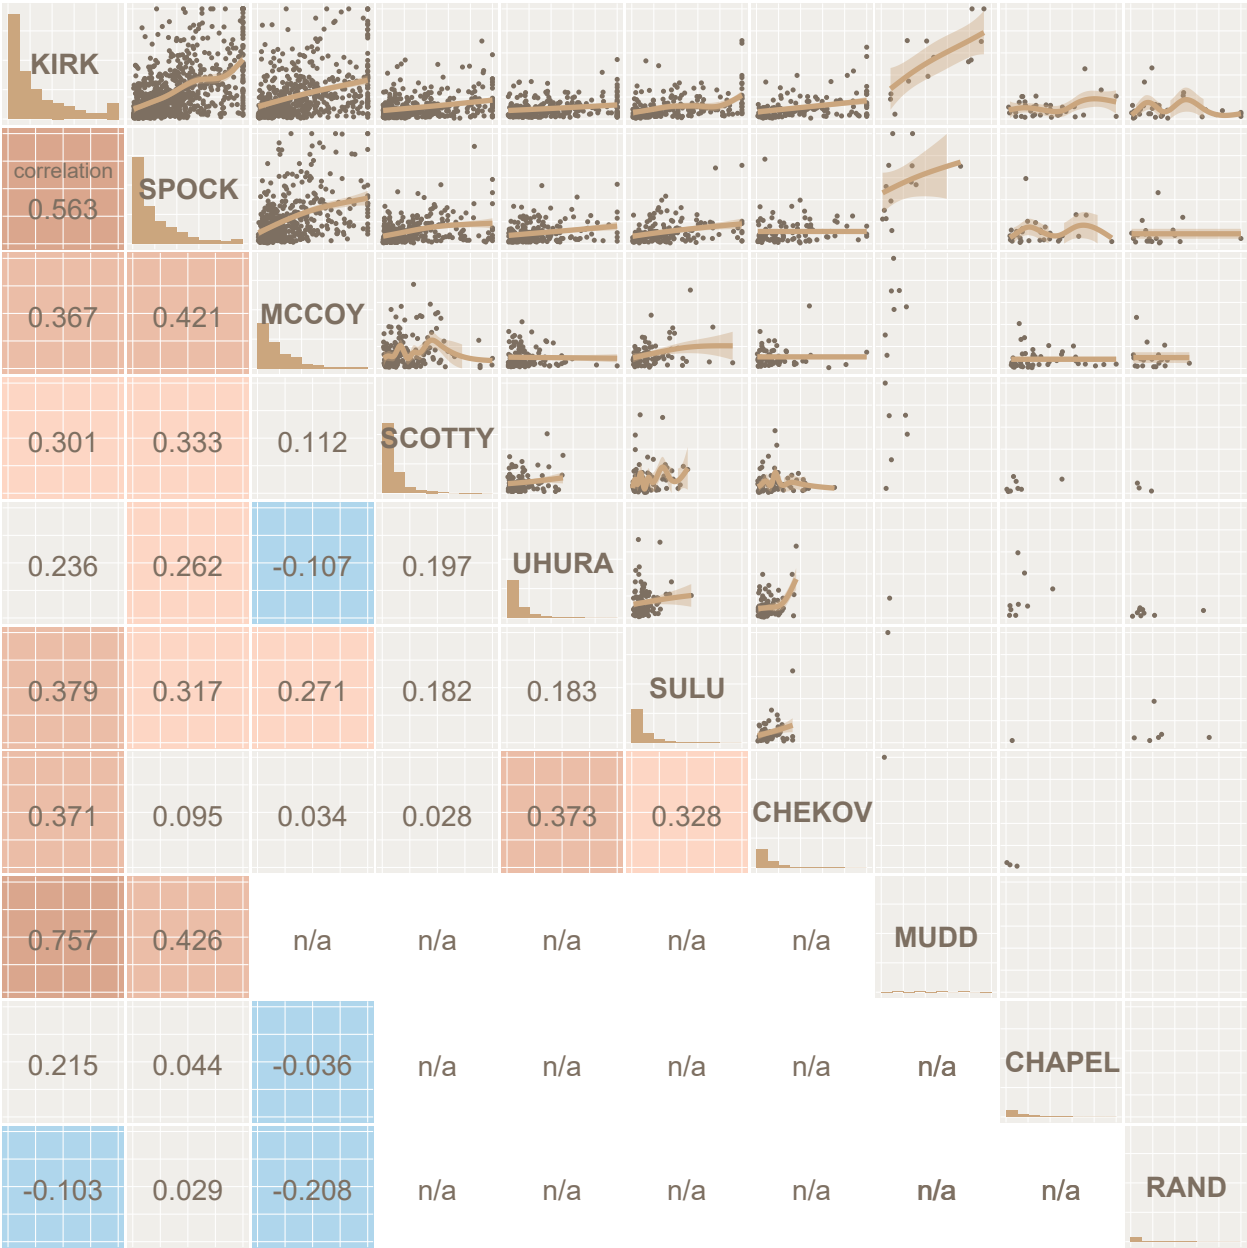 KIRK
correlation
0.563 SPOCK
0.367 0.421 MCCOY
0.301 0.333 0.112 SCOTTY
0.236 0.262 -0.107 0.197 UHURA
0.379 0.317 0.271 0.182 0.183 SULU
0.371 0.095 0.034 0.028 0.373 0.328 CHEKOV
0.757 0.426 n/a n/a n/a n/a n/a MUDD
0.215 0.044 -0.036 n/a n/a n/a n/a n/a CHAPEL
-0.103 0.029 -0.208 n/a n/a n/a n/a n/a n/a RAND